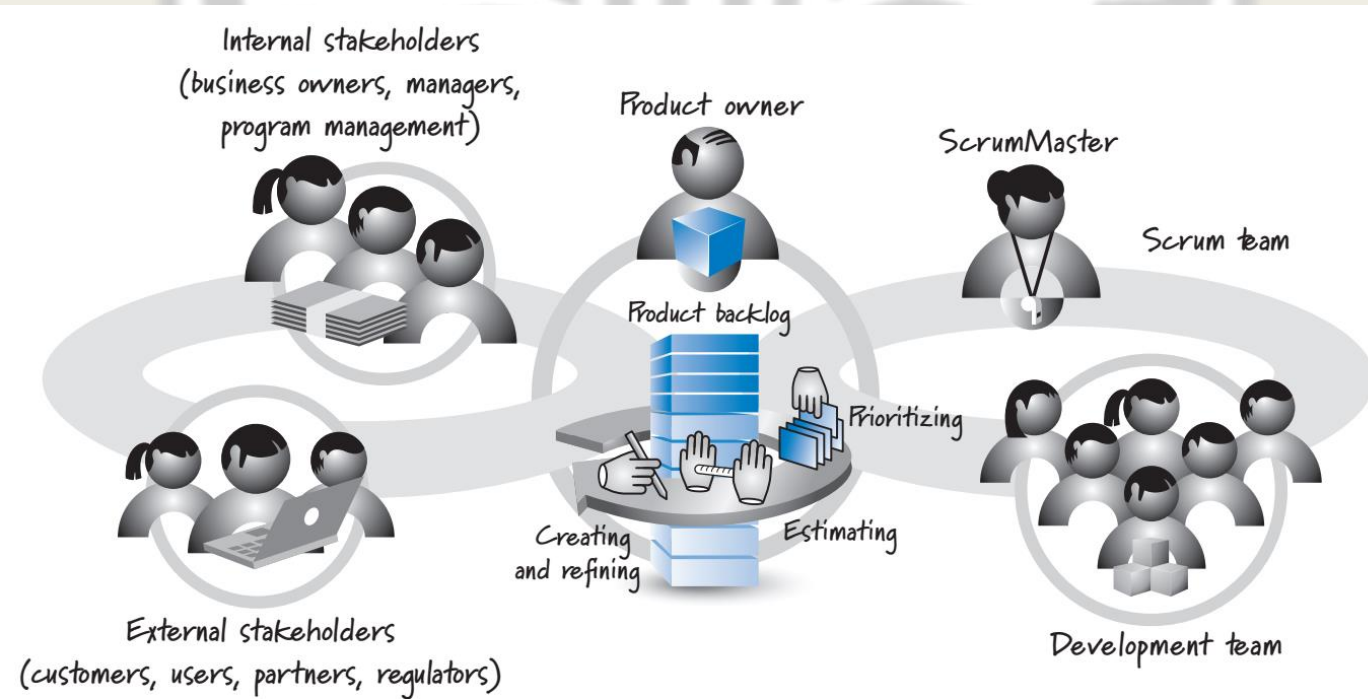 Internal stakeholders
(business owners, managers,
program management)
Product owner
ScrumMaster
Scrum team
Product backlog
Prioritizing
Estimating
Creating
and refining
External stakeholders
(customers, users, partners, regulators)
Development team